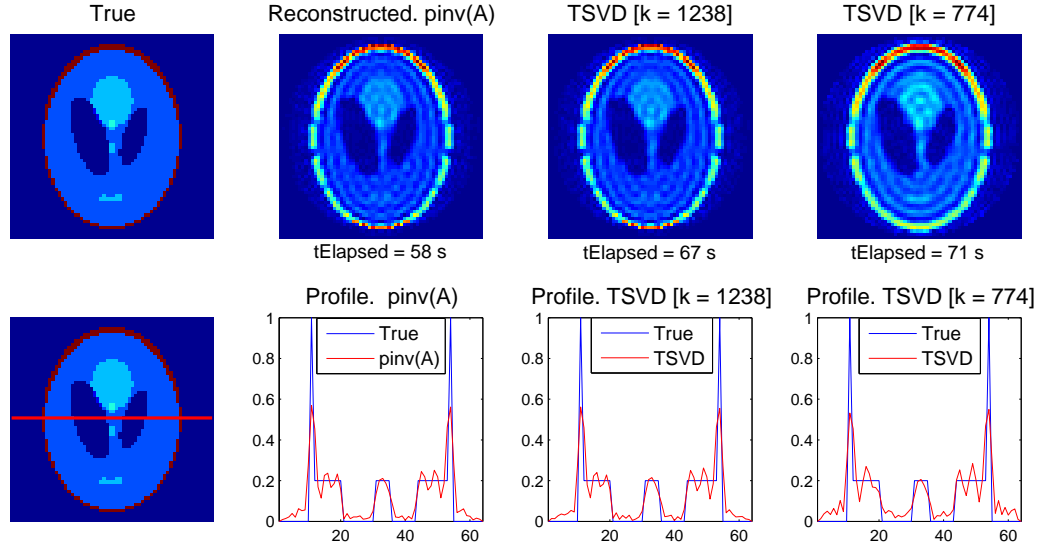 True
Reconstructed. pinv(A)
TSVD [k = 1238]
TSVD [k = 774]
tElapsed = 58 s
tElapsed = 67 s
tElapsed = 71 s
Profile.  pinv(A)
Profile. TSVD [k = 1238]
Profile. TSVD [k = 774]
1
0.8
0.6
0.4
0.2
0
20
40
60
True
pinv(A)
1
0.8
0.6
0.4
0.2
0
20
40
60
True
TSVD
1
0.8
0.6
0.4
0.2
0
20
40
60
True
TSVD